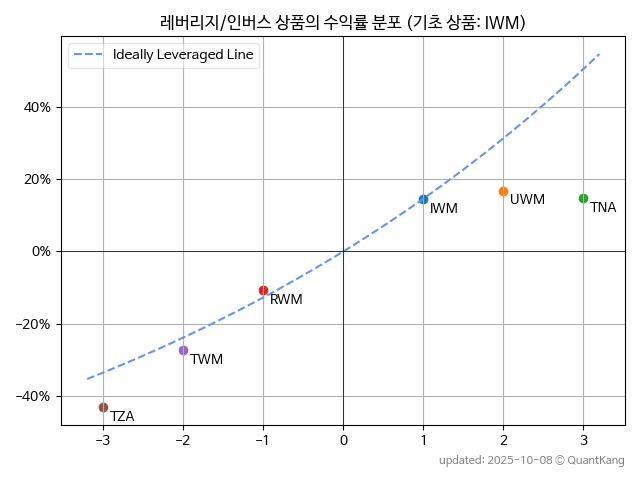 레버리지/인버스 상품의 수익률 분포 (기초 상품: IWM)
Ideally Leveraged Line
40%
20%
0%
−20%
−40%
IWM
UWM
TNA
RWM
TWM
TZA
−3 −2 −1 0 1 2 3
updated: 2025-10-08 © QuantKang